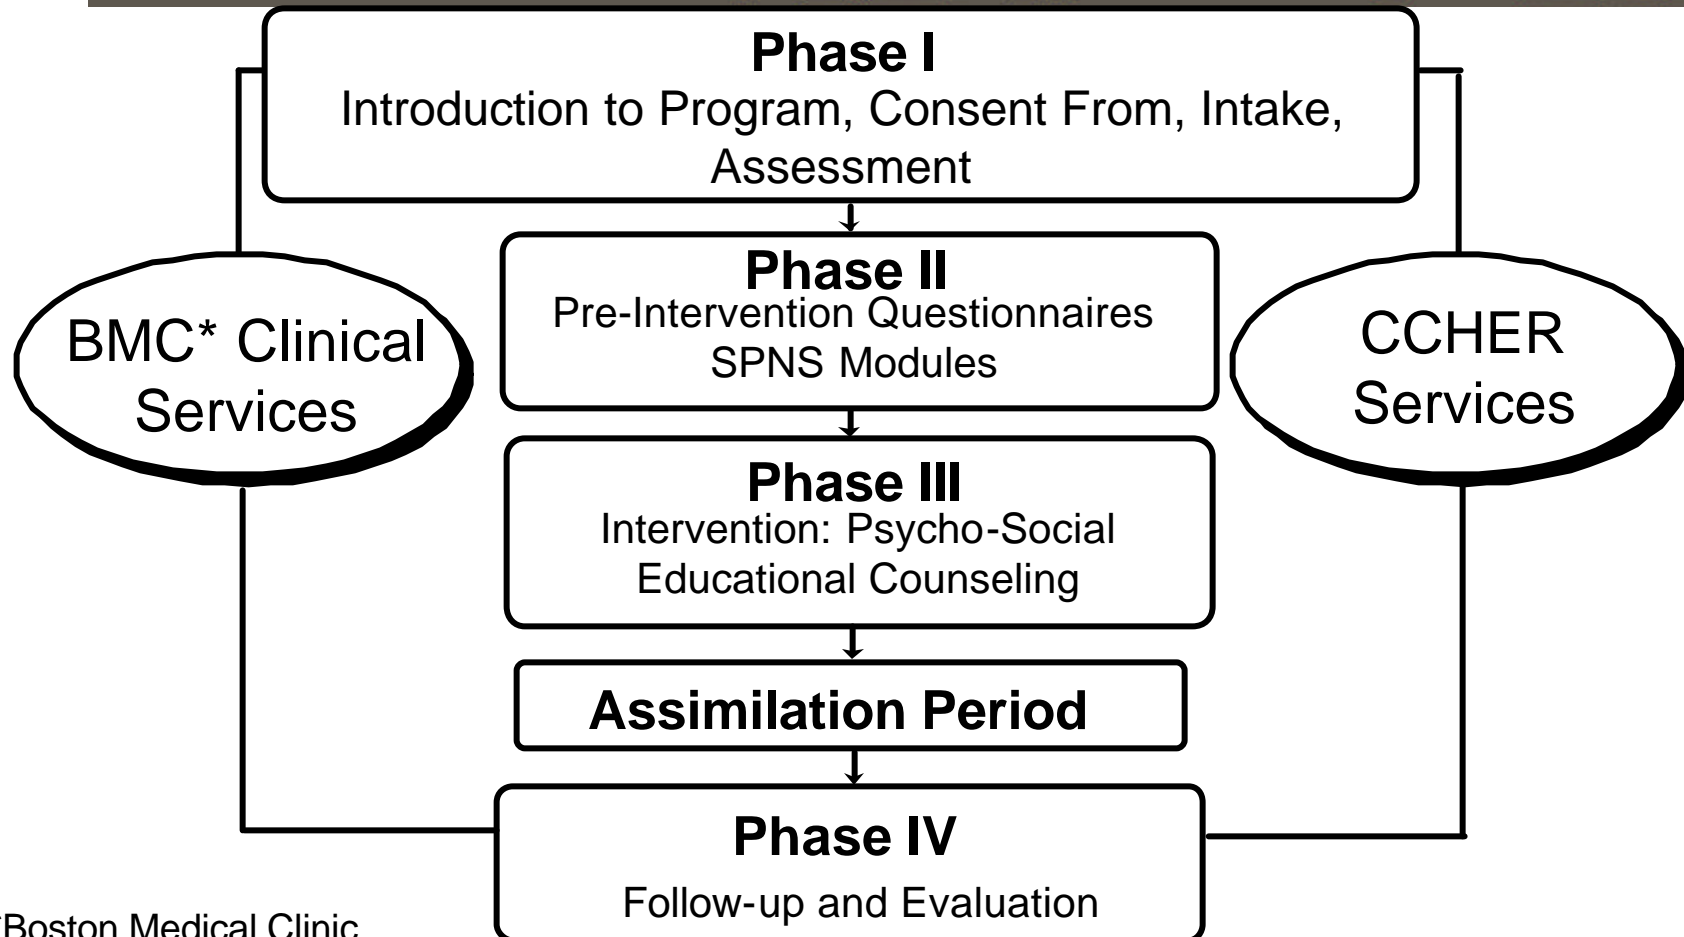 Phase I
Introduction to Program, Consent From, Intake,
Assessment
Phase II
Pre-Intervention Questionnaires
SPNS Modules
BMC* Clinical
Services
CCHER
Services
Phase III
Intervention: Psycho-Social
Educational Counseling
Assimilation Period
Phase IV
Follow-up and Evaluation
*Boston Medical Clinic